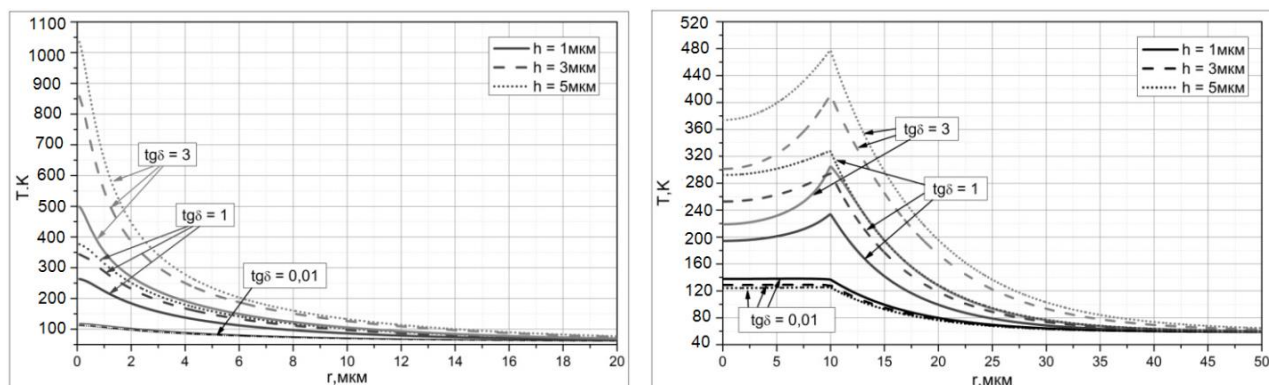 1100
1000
900
800
700
600
500
400
300
200
100
T.K
h = 1мкм
h = 3мкм
h = 5мкм
tgδ = 3
tgδ = 1
tgδ = 0,01
0 2 4 6 8 10 12 14 16 18 20
r,мкм
520
480
440
400
360
320
280
240
200
160
120
80
40
T,K
h = 1мкм
h = 3мкм
h = 5мкм
tgδ = 3
tgδ = 1
tgδ = 0,01
0 5 10 15 20 25 30 35 40 45 50
r,мкм